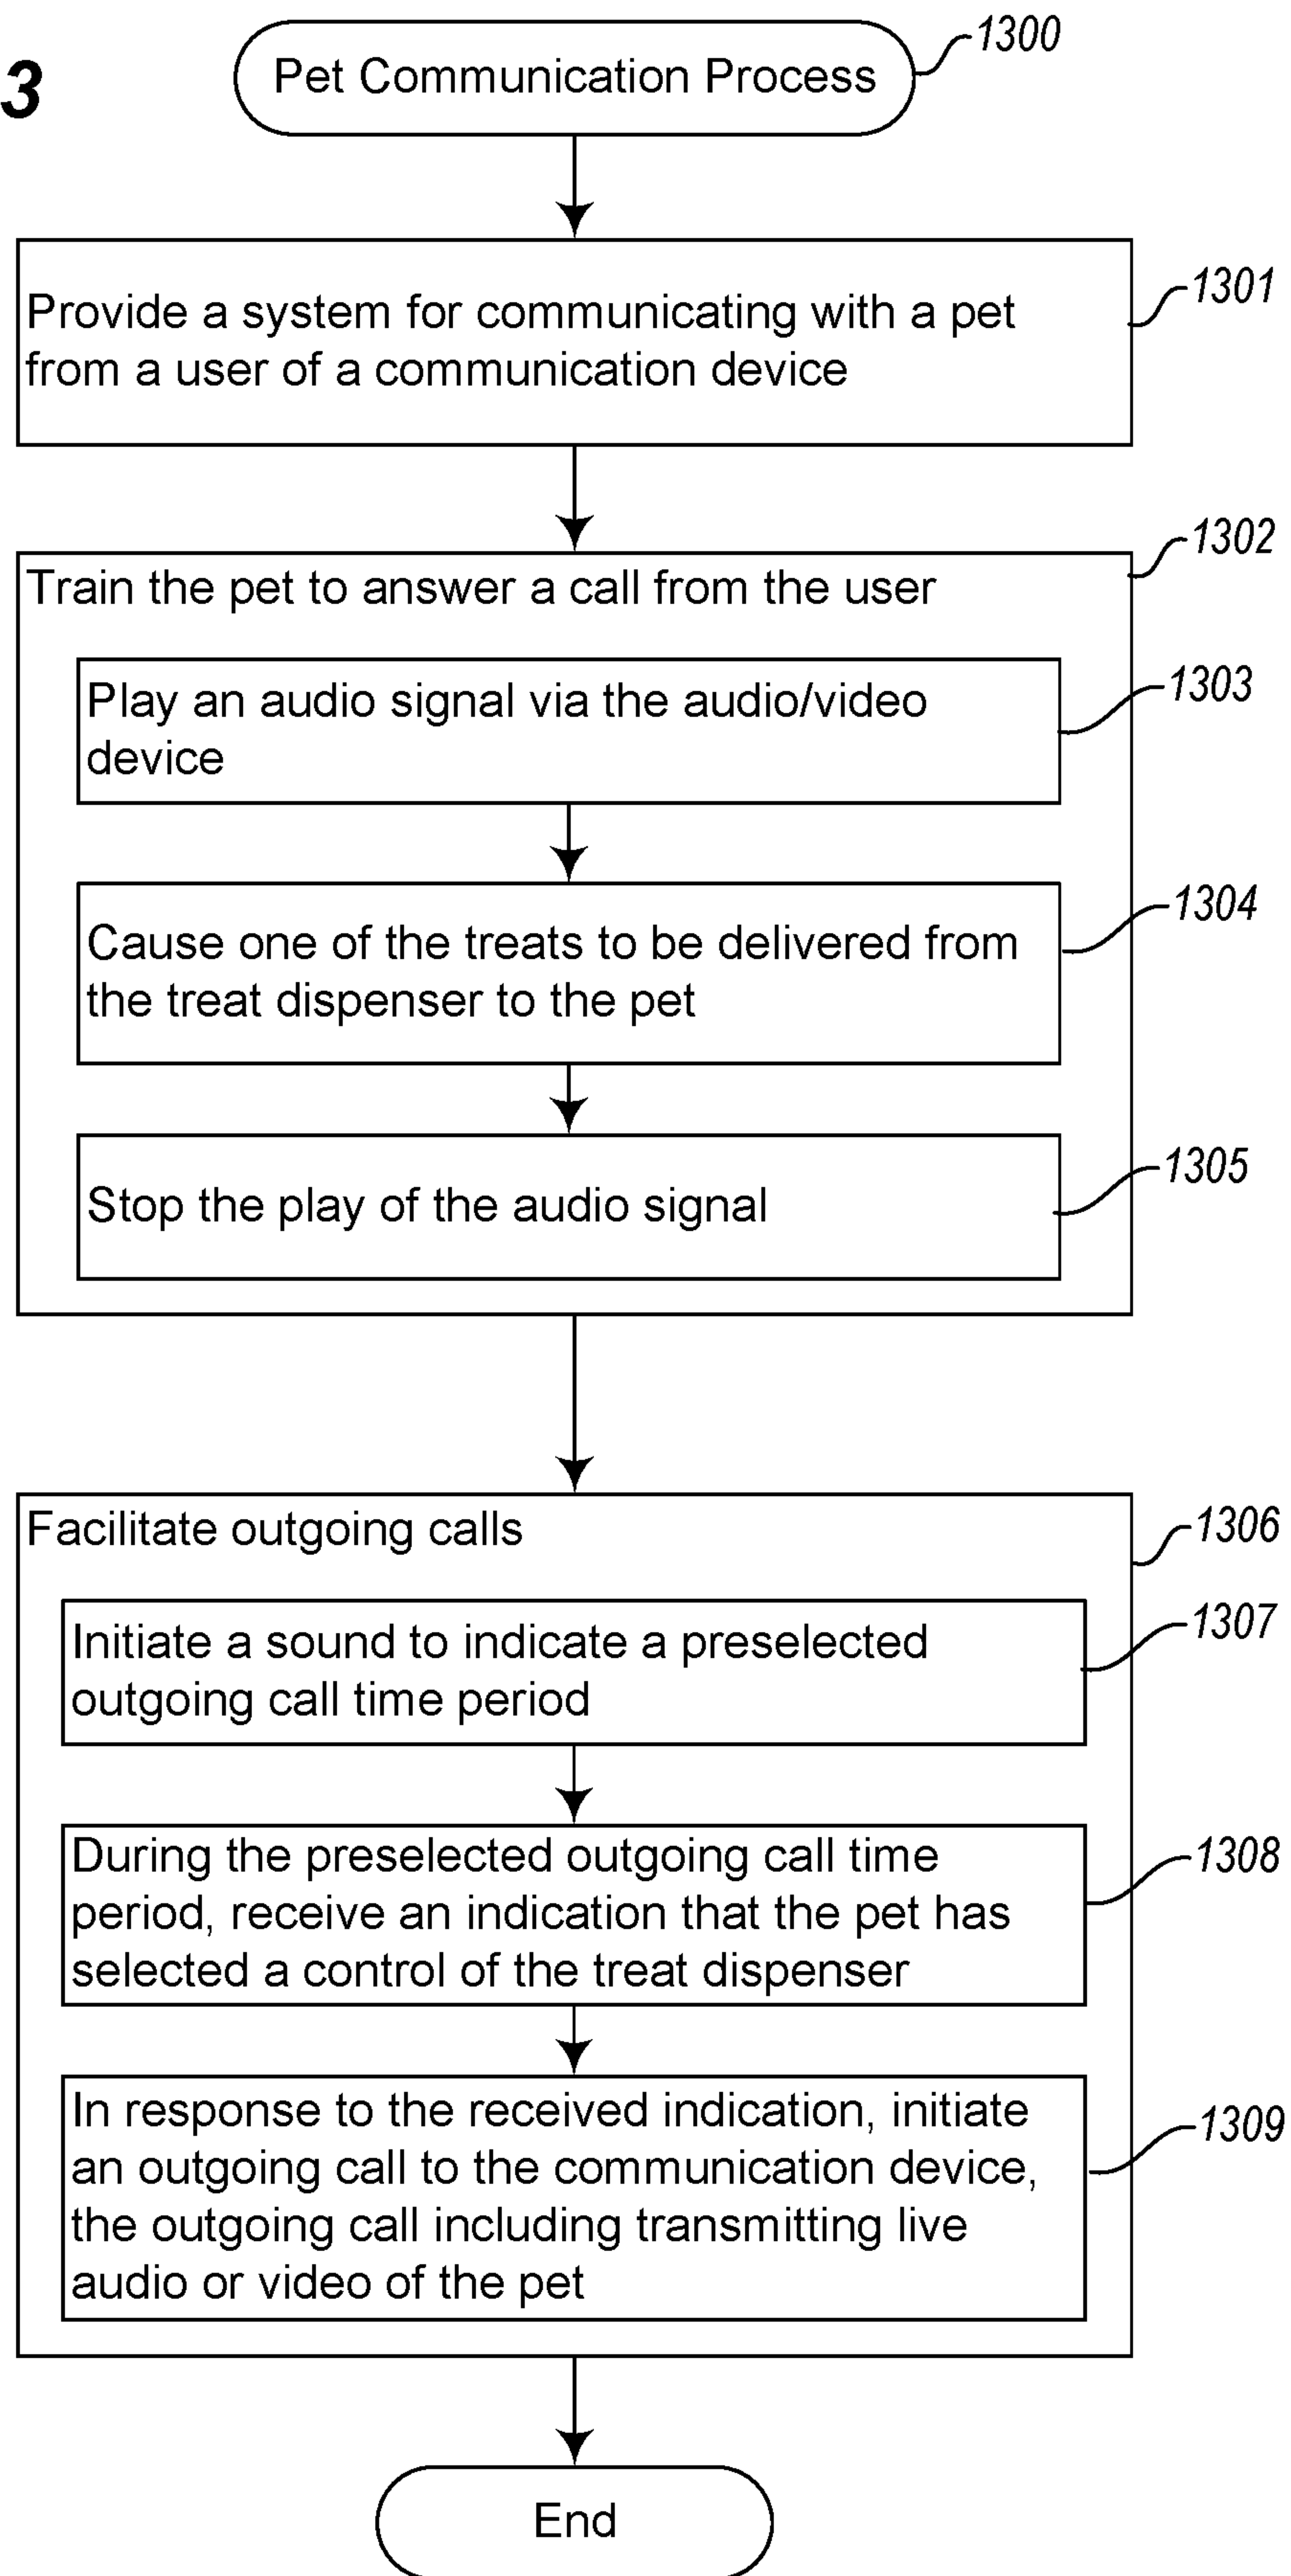 3
Pet Communication Process
1300
Provide a system for communicating with a pet
from a user of a communication device
1301
Train the pet to answer a call from the user
1302
Play an audio signal via the audio/video
device
1303
Cause one of the treats to be delivered from
the treat dispenser to the pet
1304
Stop the play of the audio signal
1305
Facilitate outgoing calls
1306
Initiate a sound to indicate a preselected
outgoing call time period
1307
During the preselected outgoing call time
period, receive an indication that the pet has
selected a control of the treat dispenser
1308
In response to the received indication, initiate
an outgoing call to the communication device,
the outgoing call including transmitting live
audio or video of the pet
1309
End